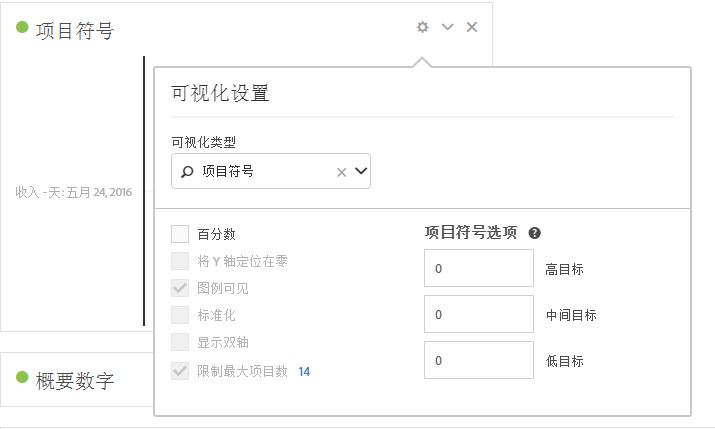 项目符号
可视化设置
可视化类型
项目符号
收入 - 天: 五月 24, 2016
百分数
项目符号选项
将 Y 轴定位在零
0 高目标
图例可见
标准化
0 中间目标
显示双轴
0 低目标
限制最大项目数 14
概要数字